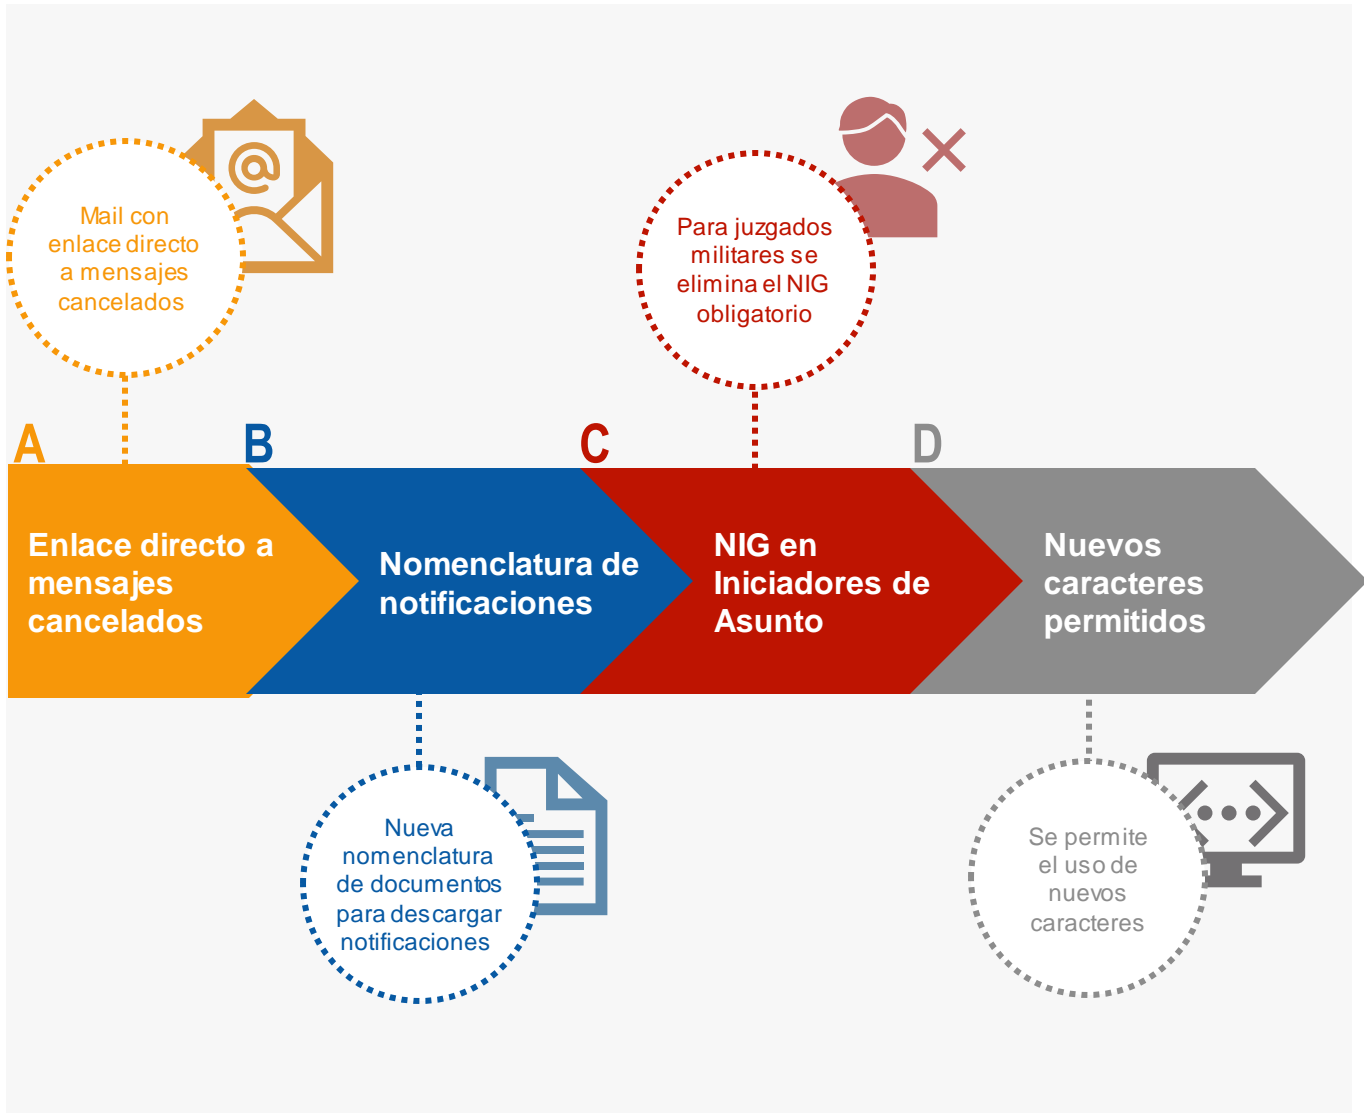 Mail con
enlace directo
a mensajes
cancelados
@
Para juzgados
militares se
elimina el NIG
obligatorio
A
B
C
D
Enlace directo a
mensajes
cancelados
Nomenclatura de
notificaciones
NIG en
Iniciadores de
Asunto
Nuevos
caracteres
permitidos
Nueva
nomenclatura
de documentos
para descargar
notificaciones
Se permite
el uso de
nuevos
caracteres